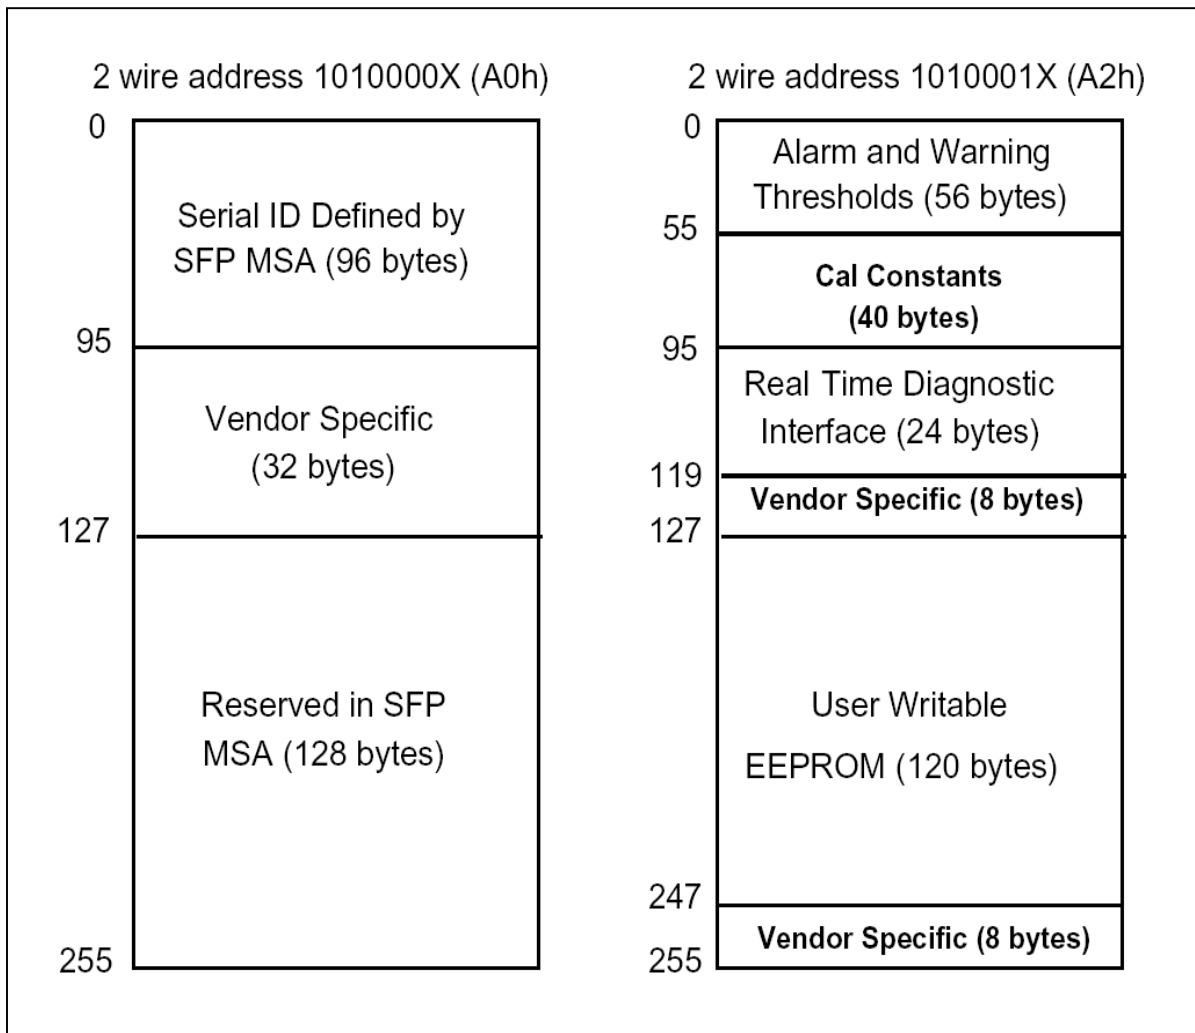 2 wire address 1010000X (A0h)
0
Serial ID Defined by
SFP MSA (96 bytes)
95
Vendor Specific
(32 bytes)
127
Reserved in SFP
MSA (128 bytes)
255
2 wire address 1010001X (A2h)
0
Alarm and Warning
Thresholds (56 bytes)
55
Cal Constants
(40 bytes)
95
Real Time Diagnostic
Interface (24 bytes)
119
Vendor Specific (8 bytes)
127
User Writable
EEPROM (120 bytes)
247
Vendor Specific (8 bytes)
255